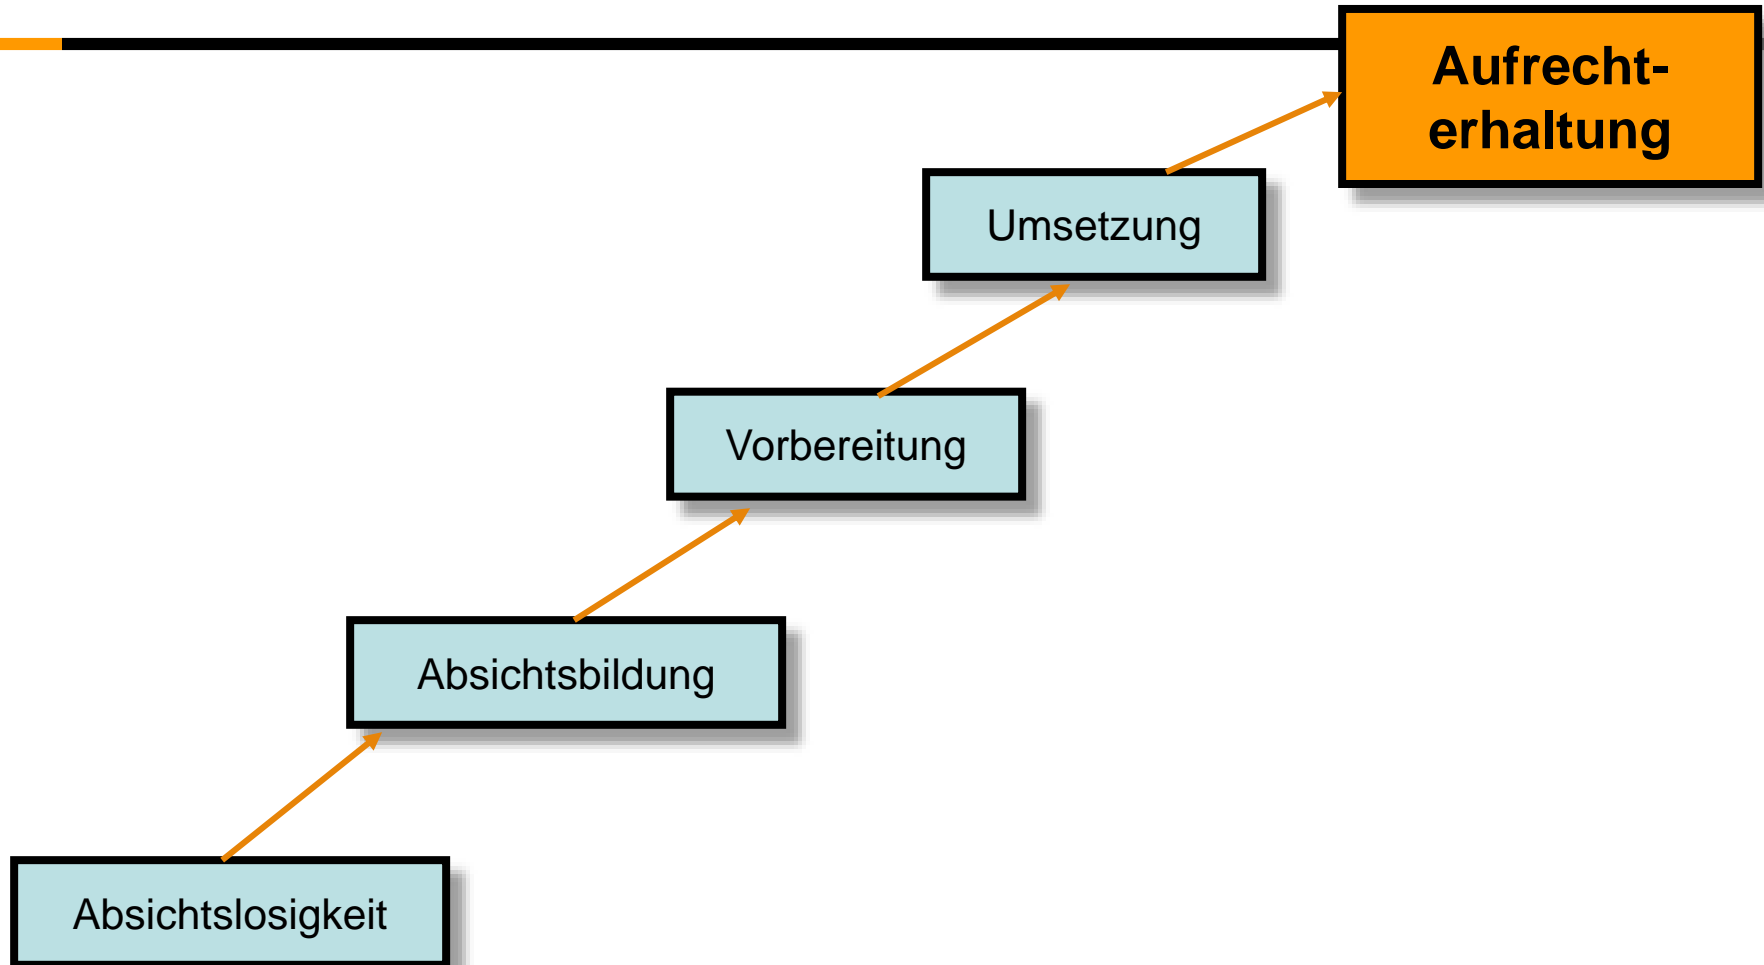 Aufrecht-
erhaltung
Umsetzung
Vorbereitung
Absichtsbildung
Absichtslosigkeit